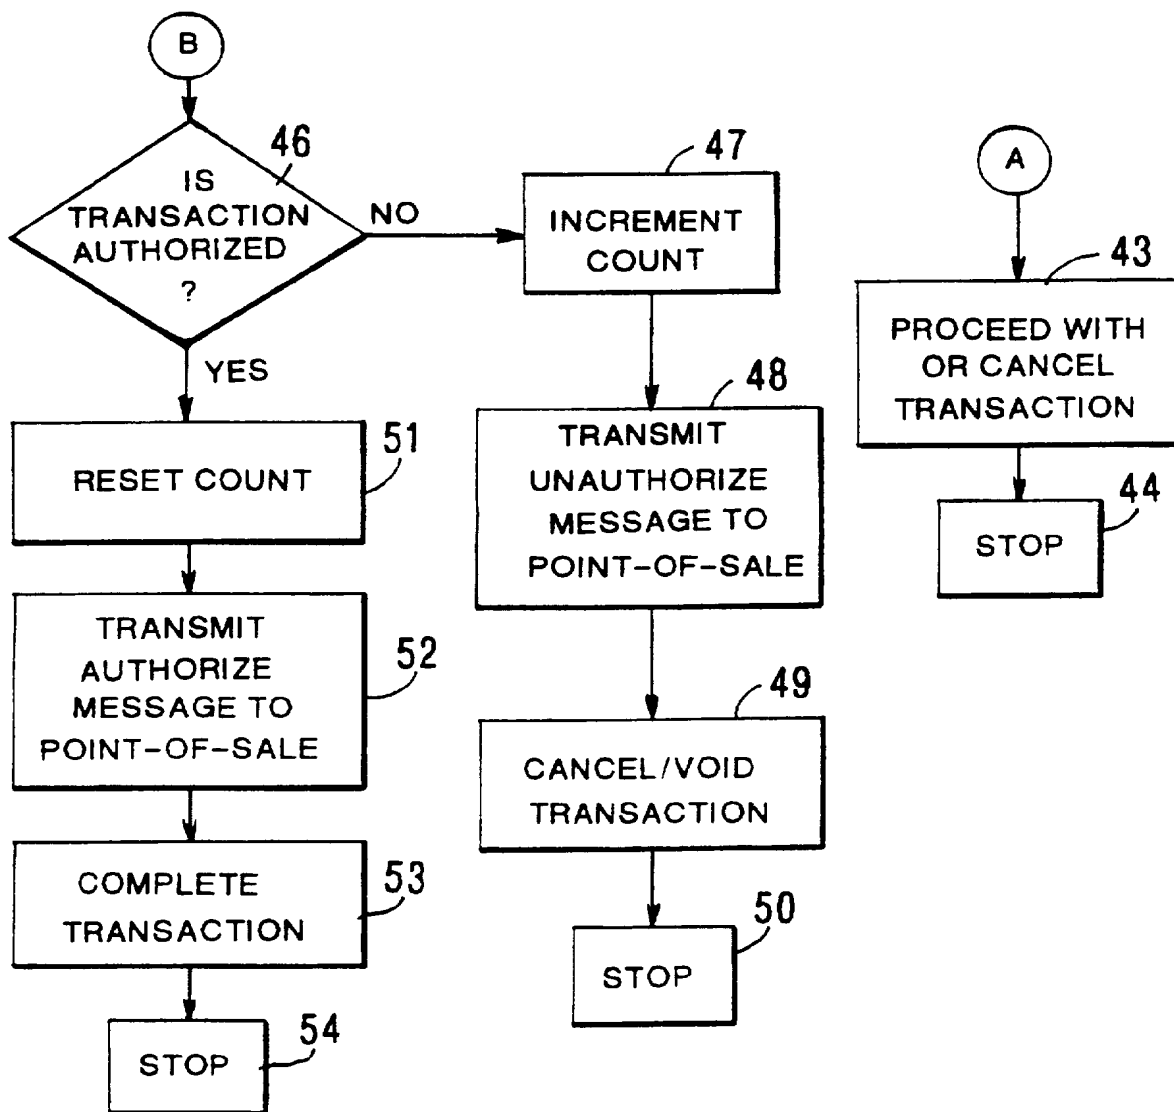 B
46
IS
TRANSACTION
AUTHORIZED
?
NO
YES
51
RESET COUNT
52
TRANSMIT
AUTHORIZE
MESSAGE TO
POINT-OF-SALE
53
COMPLETE
TRANSACTION
54
STOP
47
INCREMENT
COUNT
48
TRANSMIT
UNAUTHORIZE
MESSAGE TO
POINT-OF-SALE
49
CANCEL/VOID
TRANSACTION
50
STOP
A
43
PROCEED WITH
OR CANCEL
TRANSACTION
44
STOP